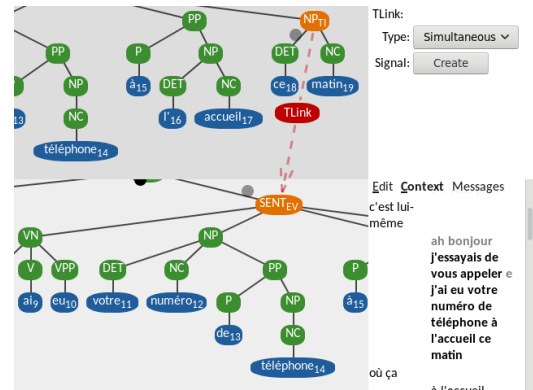 NP TI
TLink:
PP
Type: Simultaneous
PP
P
NP
DET
NC
Signal: Create
NP
DET
NC
à15
ce18
matin19
13
NC
l'16
accueil17
TLink
téléphone14
SENT EV
Edit Context Messages
c'est lui-
même
VN
NP
ah bonjour
j'essayais de
vous appeler e
j'ai eu votre
numéro de
téléphone à
l'accueil ce
matin
V
VPP
DET
NC
PP
P
ai9
eu10
votre11
numéro12
P
NP
à15
de13
NC
téléphone14
où ça
à l'accueil